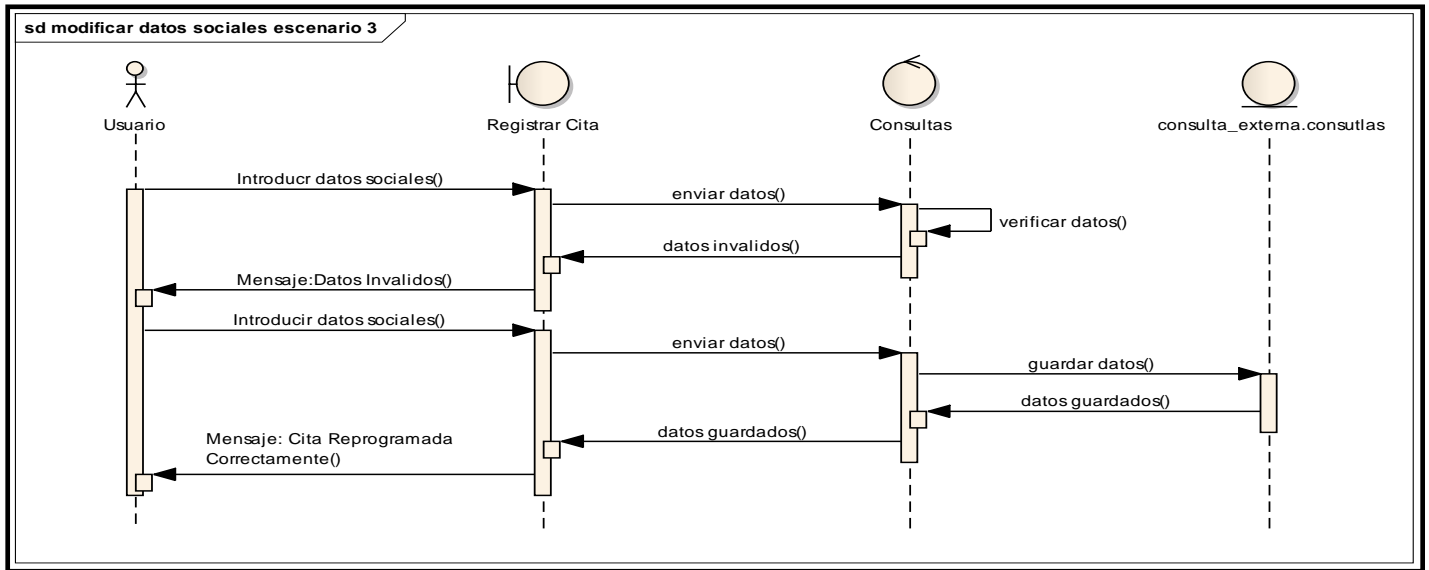 sd modificar datos sociales escenario 3
Usuario
Registrar Cita
Consultas
consulta_externa.consutlas
Introducr datos sociales()
enviar datos()
verificar datos()
datos invalidos()
Mensaje:Datos Invalidos()
Introducir datos sociales()
enviar datos()
guardar datos()
datos guardados()
datos guardados()
Mensaje: Cita Reprogramada
Correctamente()